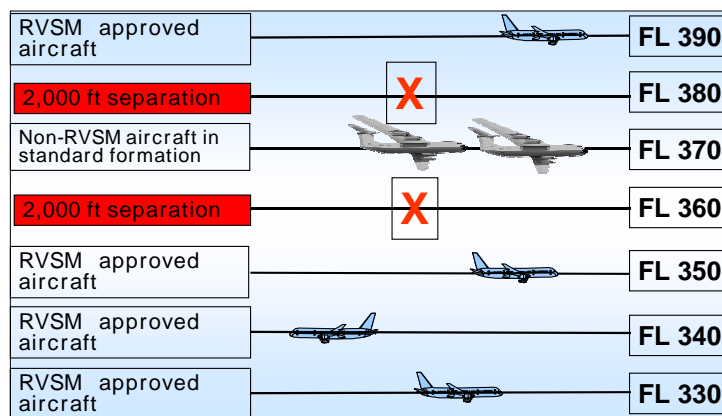 RVSM approved
aircraft
FL 390
2,000 ft separation
X
FL 380
Non-RVSM aircraft in
standard formation
FL 370
2,000 ft separation
X
FL 360
RVSM approved
aircraft
FL 350
RVSM approved
aircraft
FL 340
RVSM approved
aircraft
FL 330